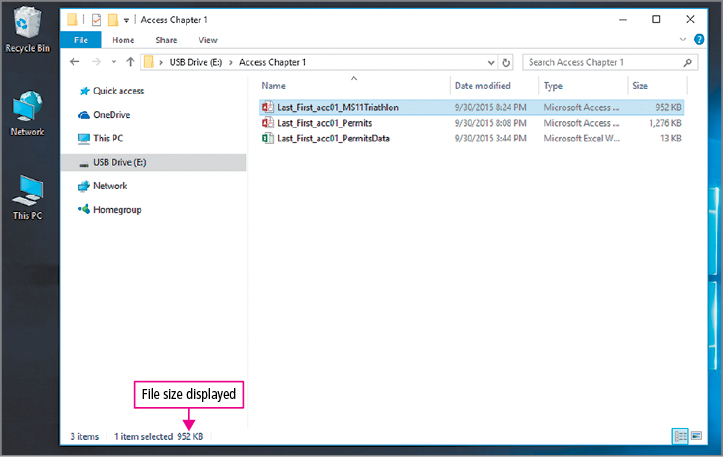 Access Chapter 1
File Home Share View
USB Drive (E:) Access Chapter 1
Search Access Chapter 1
Recycle Bin
Network
This PC
Quick access
OneDrive
This PC
USB Drive (E:)
Network
Homegroup
Name Date modified Type Size
Last_First_acc01_MS11Triathlon 9/30/2015 8:24 PM Microsoft Access ... 952 KB
Last_First_acc01_Permits 9/30/2015 8:08 PM Microsoft Access ... 1,276 KB
Last_First_acc01_PermitsData 9/30/2015 3:44 PM Microsoft Excel W... 13 KB
File size displayed
3 items 1 item selected 952 KB